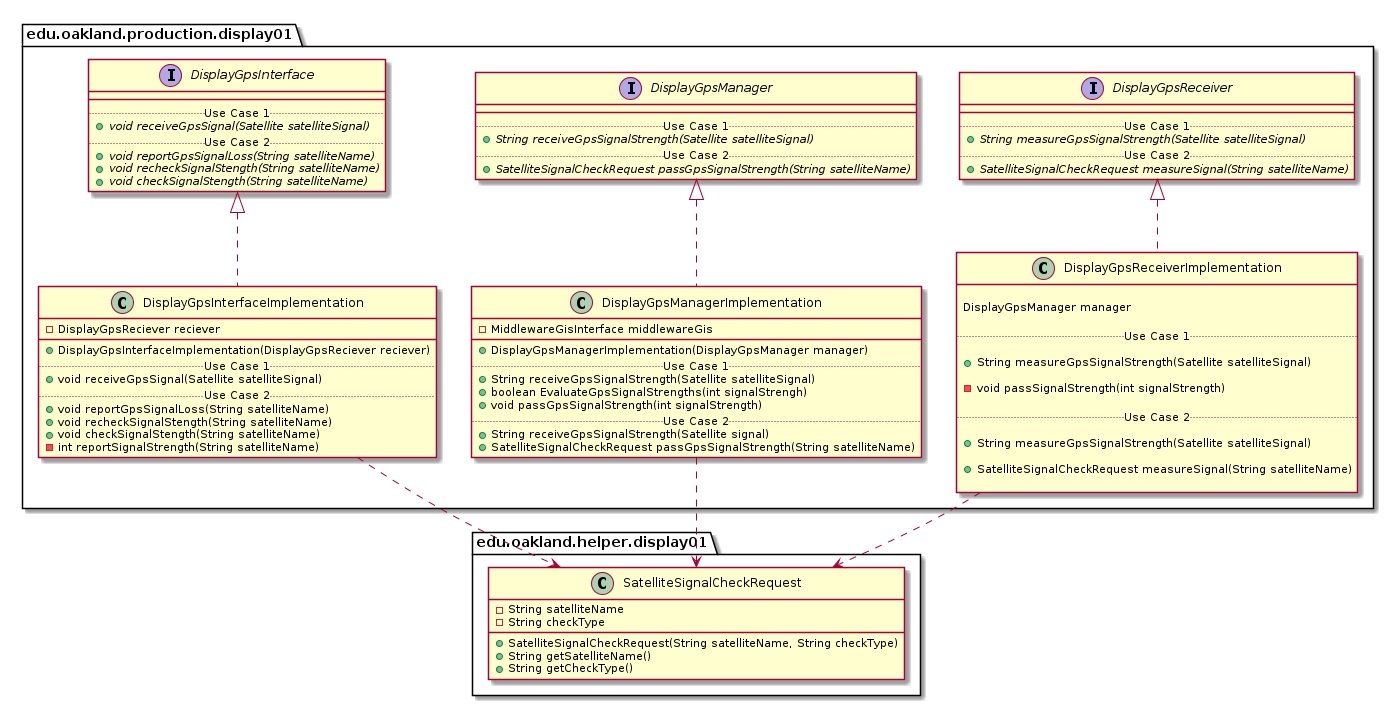 edu.oakland.production.display01
I DisplayGpsInterface
Use Case 1
void receiveGpsSignal(Satellite satelliteSignal)
Use Case 2
void reportGpsSignalLoss(String satelliteName)
void recheckSignalStength(String satelliteName)
void checkSignalStength(String satelliteName)
I DisplayGpsManager
Use Case 1
String receiveGpsSignalStrength(Satellite satelliteSignal)
Use Case 2
SatelliteSignalCheckRequest passGpsSignalStrength(String satelliteName)
I DisplayGpsReceiver
Use Case 1
String measureGpsSignalStrength(Satellite satelliteSignal)
Use Case 2
SatelliteSignalCheckRequest measureSignal(String satelliteName)
C DisplayGpsInterfaceImplementation
DisplayGpsReciever reciever
DisplayGpsInterfaceImplementation(DisplayGpsReciever reciever)
Use Case 1
void receiveGpsSignal(Satellite satelliteSignal)
Use Case 2
void reportGpsSignalLoss(String satelliteName)
void recheckSignalStength(String satelliteName)
void checkSignalStength(String satelliteName)
int reportSignalStrength(String satelliteName)
C DisplayGpsManagerImplementation
MiddlewareGisInterface middlewareGis
DisplayGpsManagerImplementation(DisplayGpsManager manager)
Use Case 1
String receiveGpsSignalStrength(Satellite satelliteSignal)
boolean EvaluateGpsSignalStrengths(int signalStrengh)
void passGpsSignalStrength(int signalStrength)
Use Case 2
String receiveGpsSignalStrength(Satellite signal)
SatelliteSignalCheckRequest passGpsSignalStrength(String satelliteName)
C DisplayGpsReceiverImplementation
DisplayGpsManager manager
Use Case 1
String measureGpsSignalStrength(Satellite satelliteSignal)
void passSignalStrength(int signalStrength)
Use Case 2
String measureGpsSignalStrength(Satellite satelliteSignal)
SatelliteSignalCheckRequest measureSignal(String satelliteName)
edu.oakland.helper.display01
C SatelliteSignalCheckRequest
String satelliteName
String checkType
SatelliteSignalCheckRequest(String satelliteName, String checkType)
String getSatelliteName()
String getCheckType()